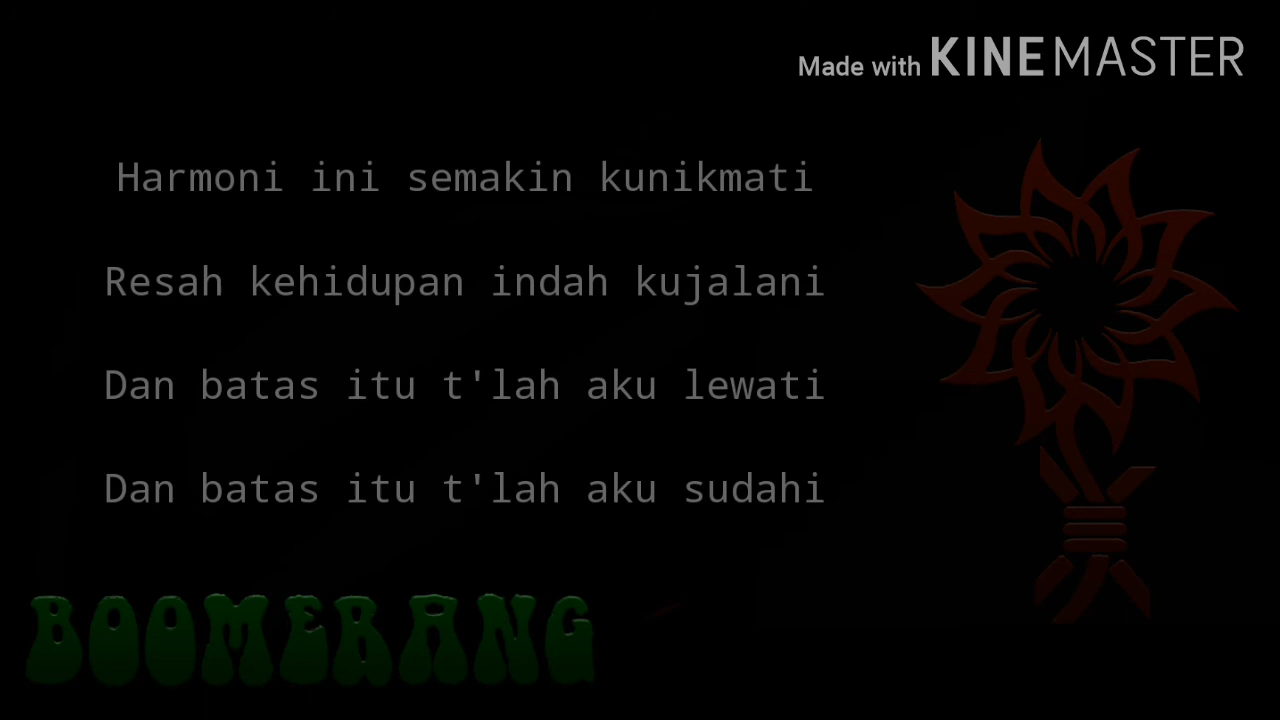 Made with KINEMASTER
Harmoni ini semakin kunikmati
Resah kehidupan indah kujalani
Dan batas itu t'lah aku lewati
Dan batas itu t'lah aku sudahi
BOOMERANG